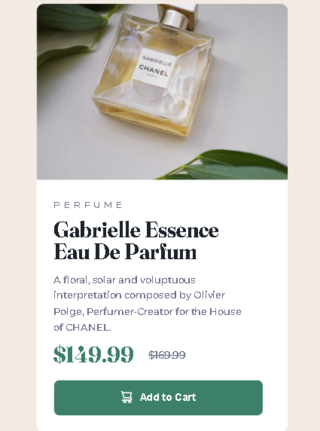 GABRIELLE
CHANEL
PERFUME
Gabrielle Essence
Eau De Parfum
A floral, solar and voluptuous
interpretation composed by Olivier
Polge, Perfumer-Creator for the House
of CHANEL.
$149.99 $169.99
Add to Cart